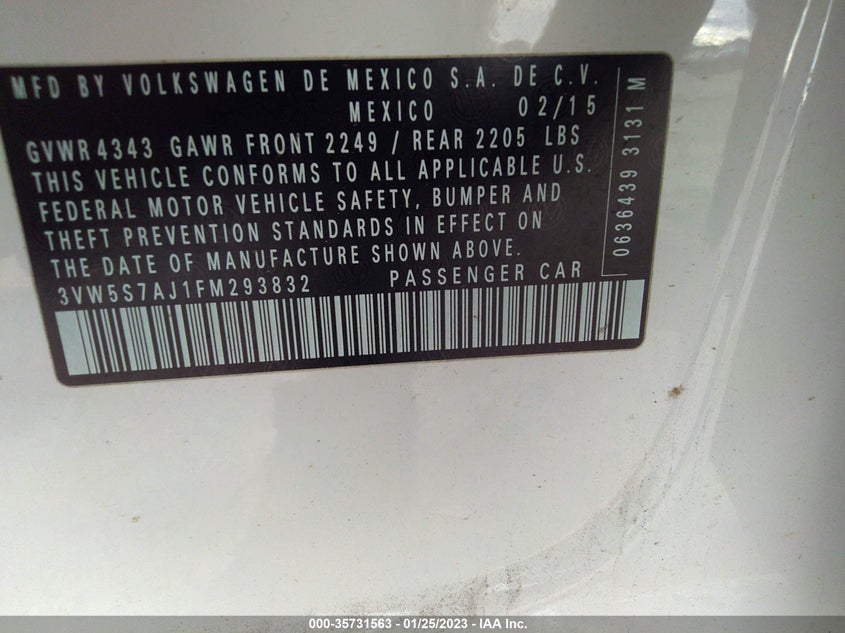 MFD BY VOLKSWAGEN DE MEXICO S.A. DE C.V.
MEXICO 02/15
GVWR 4343 GAWR FRONT 2249 / REAR 2205 LBS
THIS VEHICLE CONFORMS TO ALL APPLICABLE U.S.
FEDERAL MOTOR VEHICLE SAFETY, BUMPER AND
THEFT PREVENTION STANDARDS IN EFFECT ON
THE DATE OF MANUFACTURE SHOWN ABOVE.
3VW5S7AJ1FM293832 PASSENGER CAR
0636439 3131 M
000-35731563 - 01/25/2023 - IAA Inc.